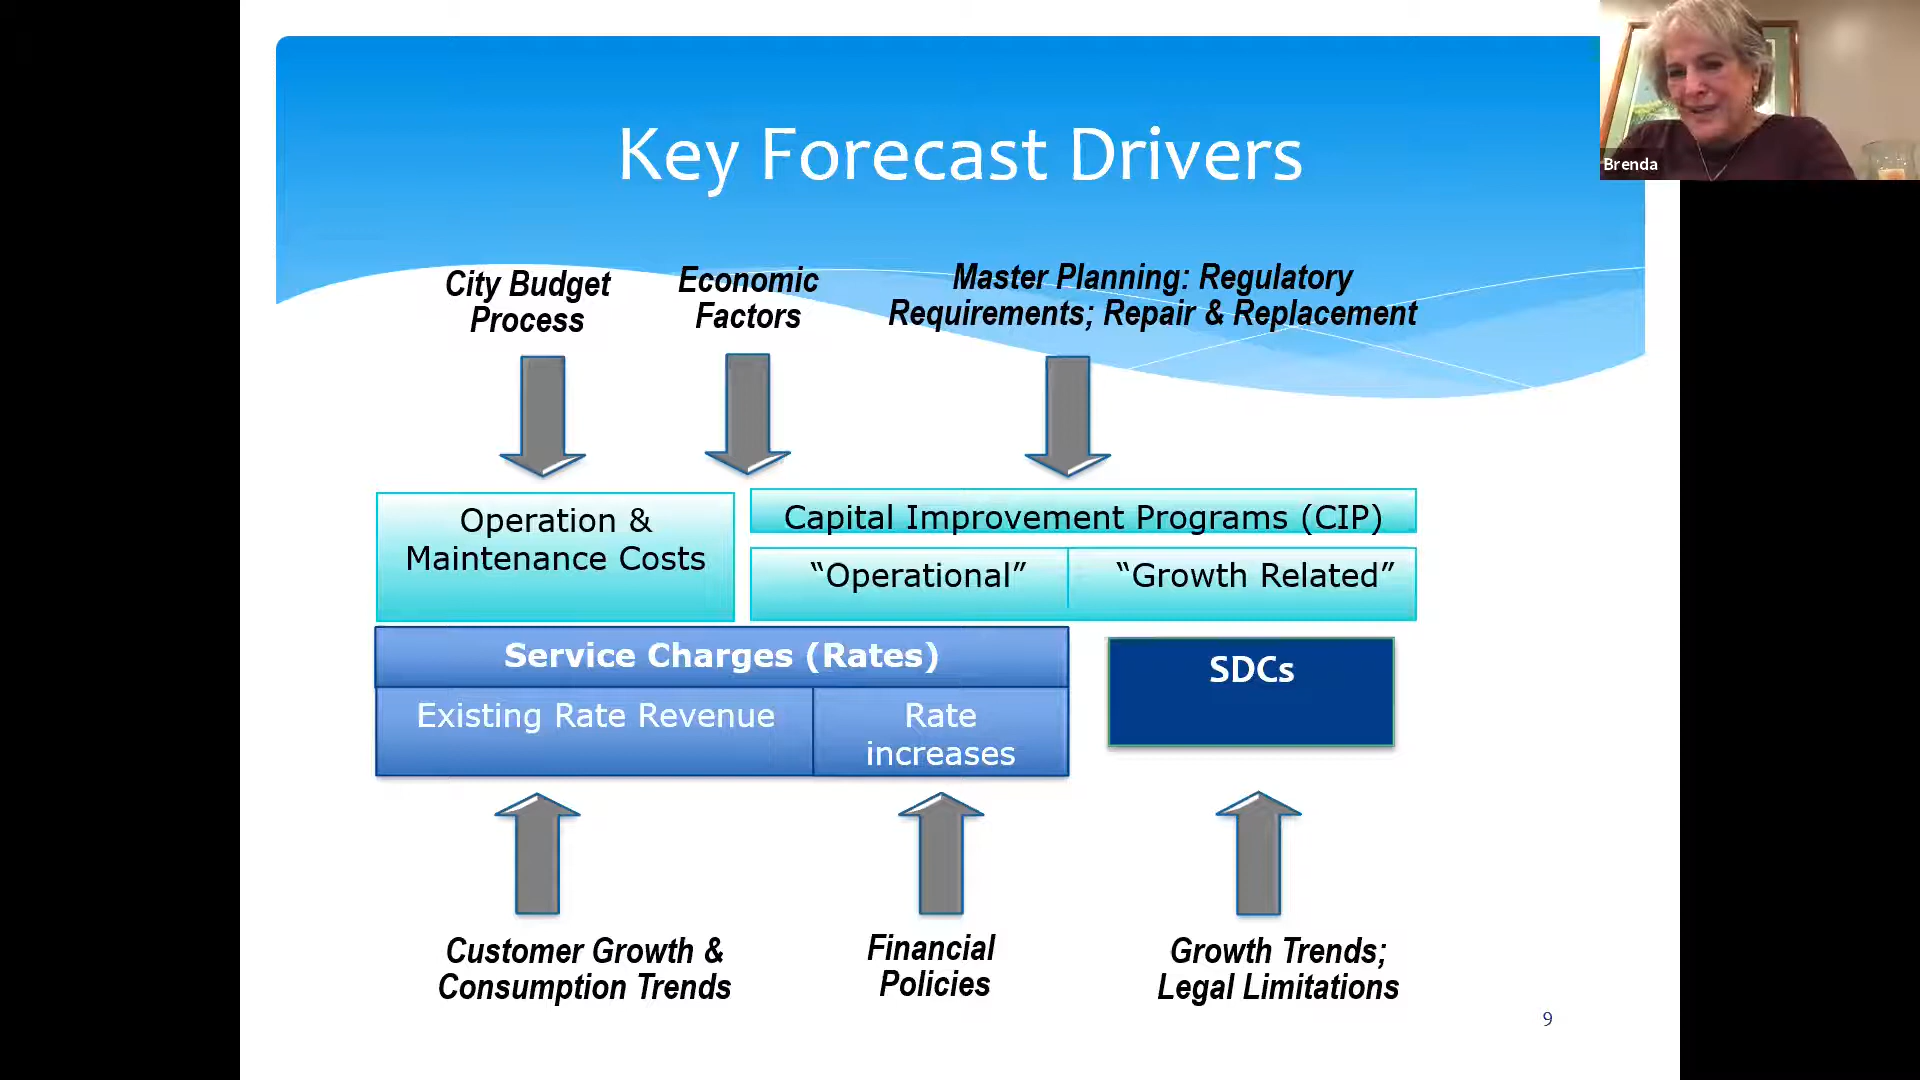 Key Forecast Drivers
Brenda
City Budget
Process
Economic
Factors
Master Planning: Regulatory
Requirements; Repair & Replacement
Operation &
Maintenance Costs
Capital Improvement Programs (CIP)
“Operational”
“Growth Related”
Service Charges (Rates)
Existing Rate Revenue
Rate
increases
SDCs
Customer Growth &
Consumption Trends
Financial
Policies
Growth Trends;
Legal Limitations
9